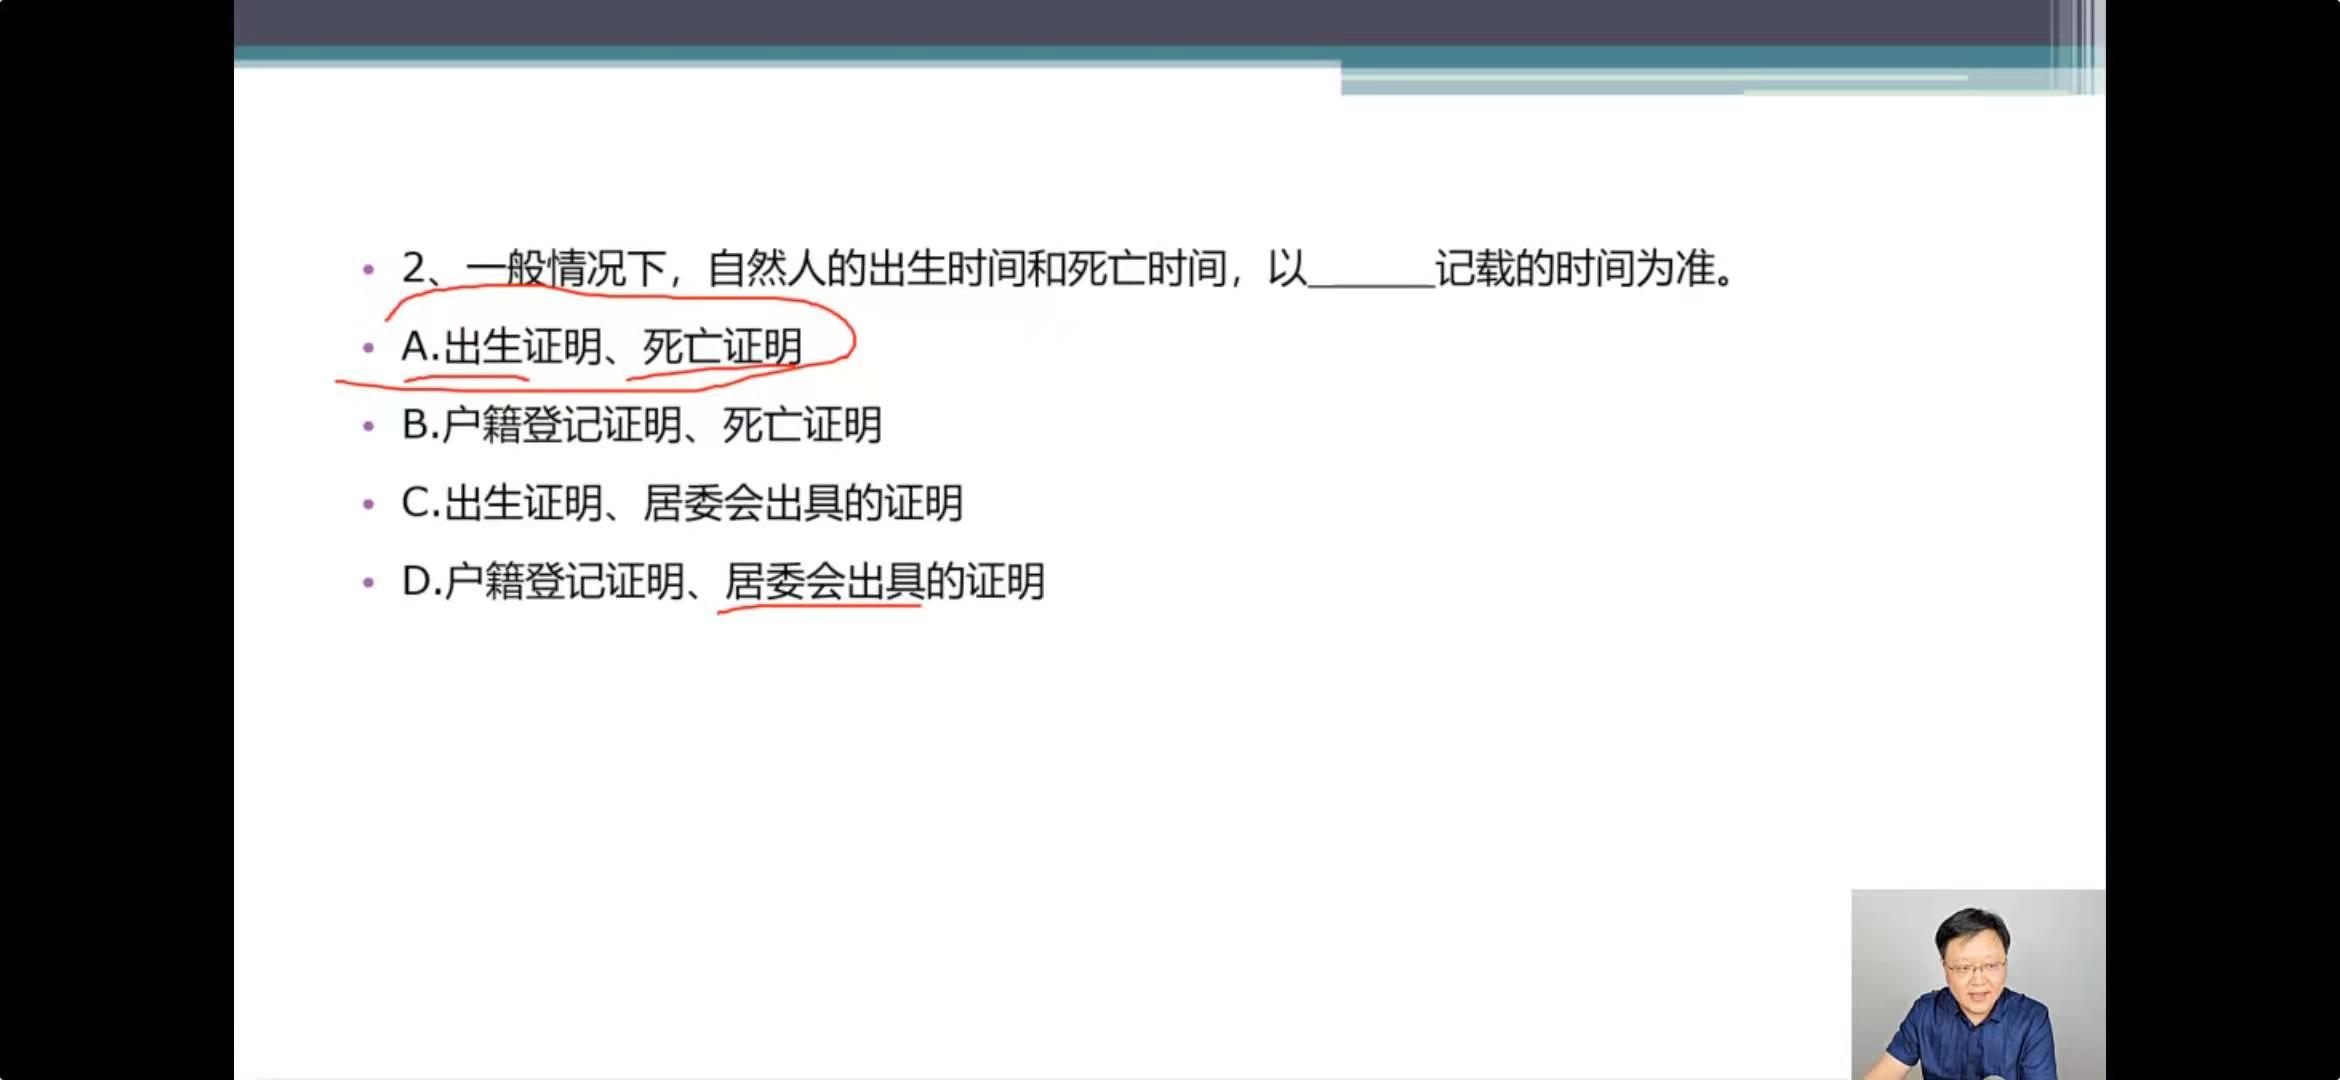 2、一般情况下，自然人的出生时间和死亡时间，以______记载的时间为准。
A.出生证明、死亡证明
B.户籍登记证明、死亡证明
C.出生证明、居委会出具的证明
D.户籍登记证明、居委会出具的证明